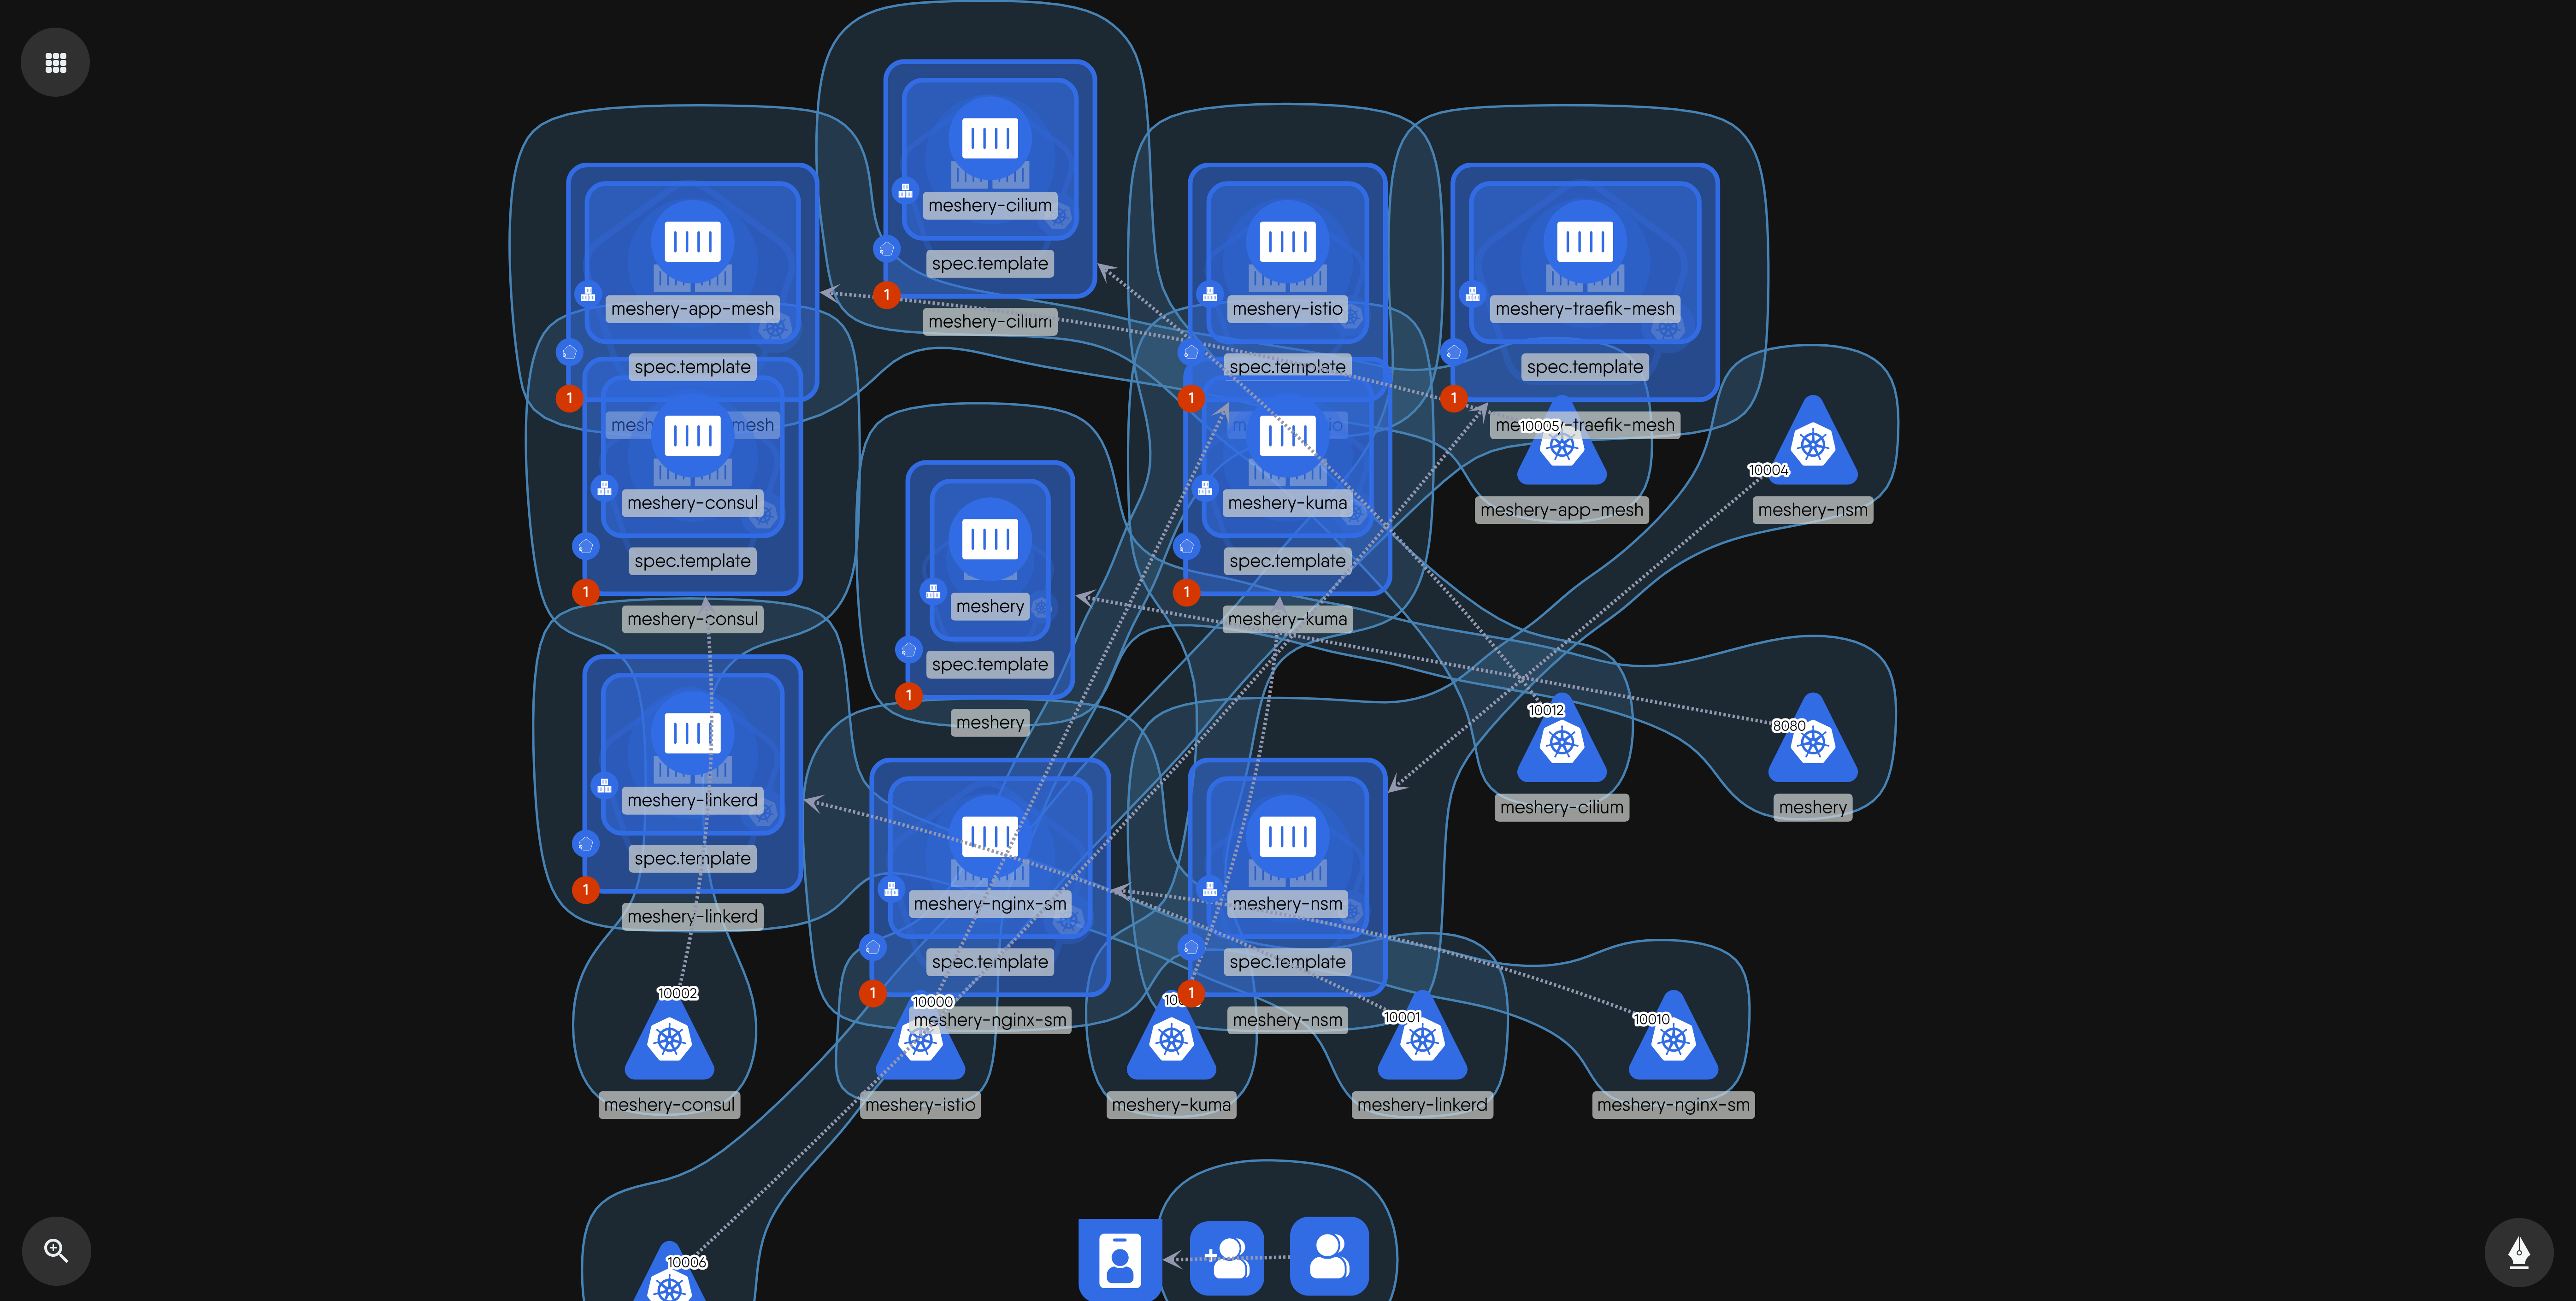 meshery-cilium
spec.template
1
meshery-cilium
meshery-app-mesh
spec.template
1
meshery-istio
spec.template
1
meshery-traefik-mesh
spec.template
1
mesh mesh
10005
-traefik-mesh
meshery-app-mesh
10004
meshery-nsm
meshery-consul
spec.template
1
meshery-consul
meshery-kuma
spec.template
1
meshery-kuma
meshery
spec.template
1
meshery
meshery-linkerd
spec.template
1
meshery-linkerd
10012
meshery-cilium
8080
meshery
meshery-nginx-sm
spec.template
1
meshery-nginx-sm
meshery-nsm
spec.template
1
meshery-nsm
10002
meshery-consul
10000
meshery-istio
meshery-kuma
10001
meshery-linkerd
10010
meshery-nginx-sm
10006